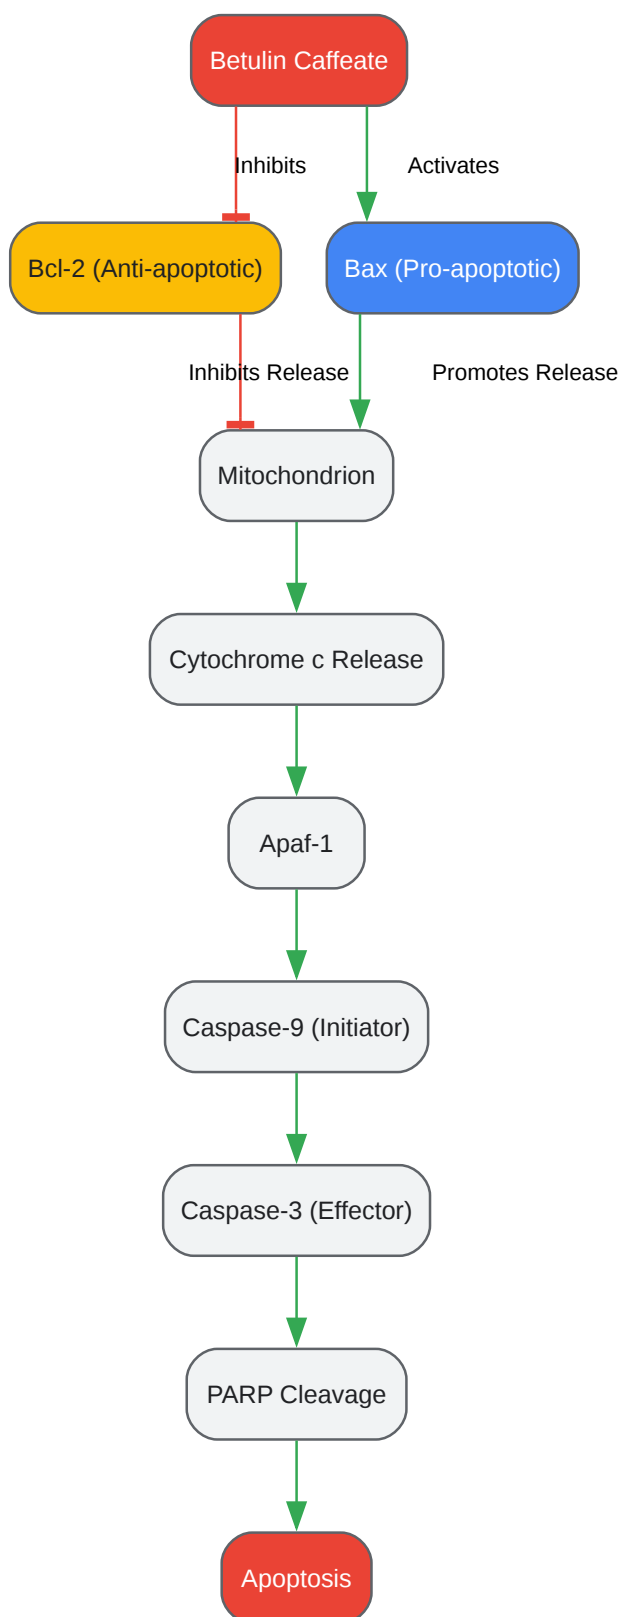 Betulin Caffeate
Inhibits
Activates
Bcl-2 (Anti-apoptotic)
Bax (Pro-apoptotic)
Inhibits Release
Promotes Release
Mitochondrion
Cytochrome c Release
Apaf-1
Caspase-9 (Initiator)
Caspase-3 (Effector)
PARP Cleavage
Apoptosis